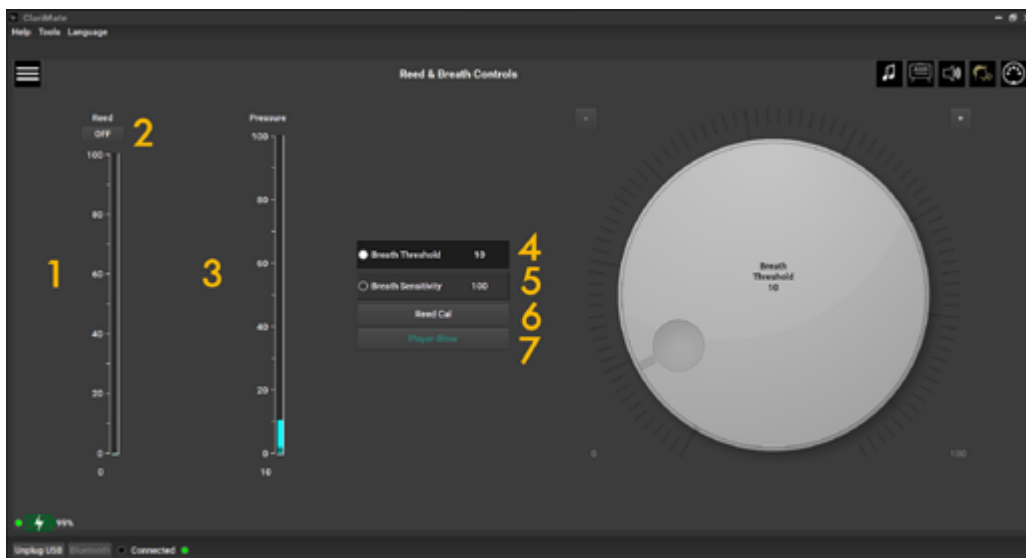 ClariMate
Help Tools Language
Reed & Breath Controls
Reed
OFF
2
100
80
1
60
40
20
0
0
Pressure
100
80
3
60
40
20
0
10
Breath Threshold 10
4
Breath Sensitivity 100
5
Reed Cal
6
Player-Blow
7
-
+
Breath
Threshold
10
0
100
99%
Unplug USB Bluetooth Connected